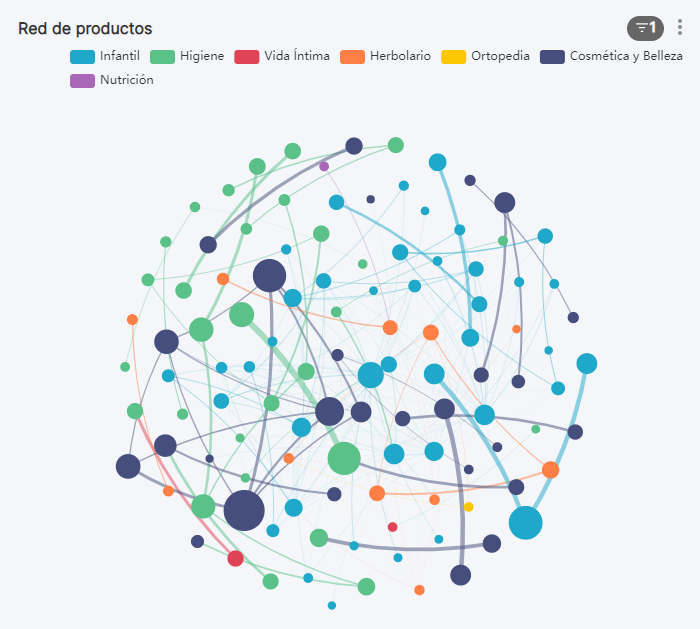 Red de productos
1
Infantil Higiene Vida Íntima Herbolario Ortopedia Cosmética y Belleza
Nutrición